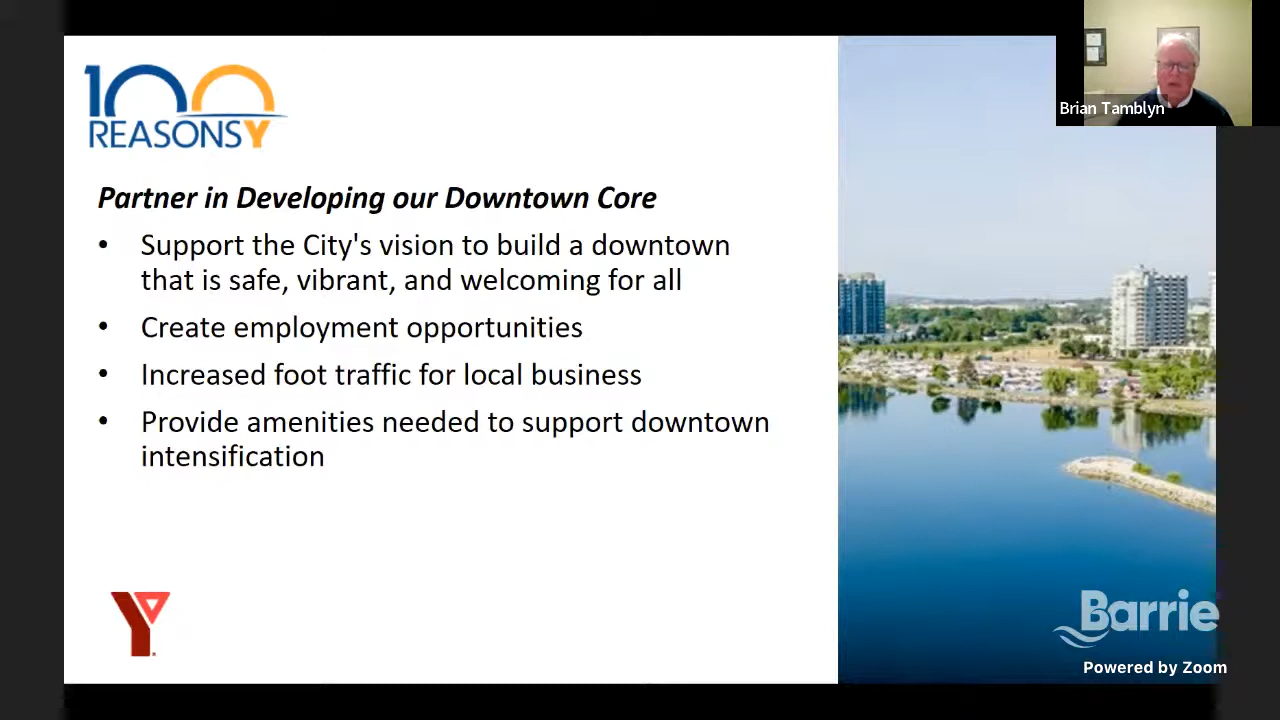 100
REASONSY
Partner in Developing our Downtown Core
• Support the City's vision to build a downtown
that is safe, vibrant, and welcoming for all
• Create employment opportunities
• Increased foot traffic for local business
• Provide amenities needed to support downtown
intensification
Y
Brian Tamblyn
Barrie
Powered by Zoom